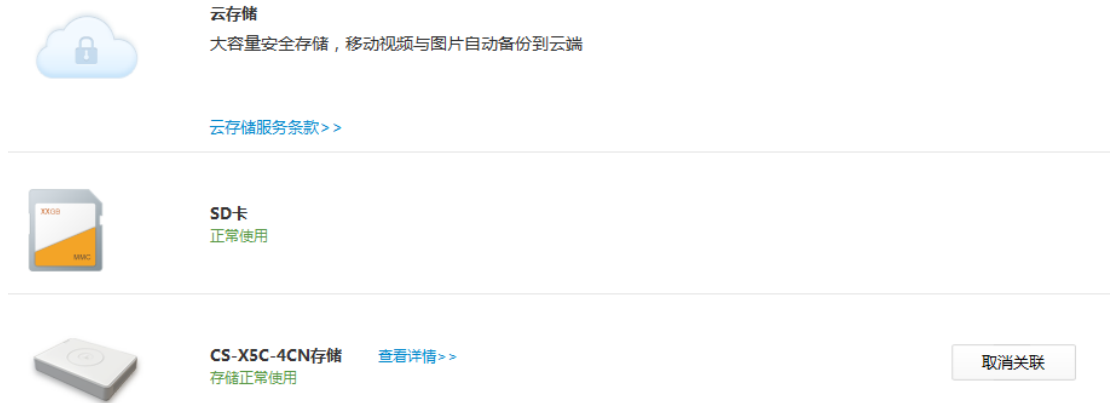 云存储
大容量安全存储，移动视频与图片自动备份到云端
云存储服务条款>>
XXGB
SD卡
正常使用
MMC
CS-X5C-4CN存储 查看详情>>
取消关联
存储正常使用